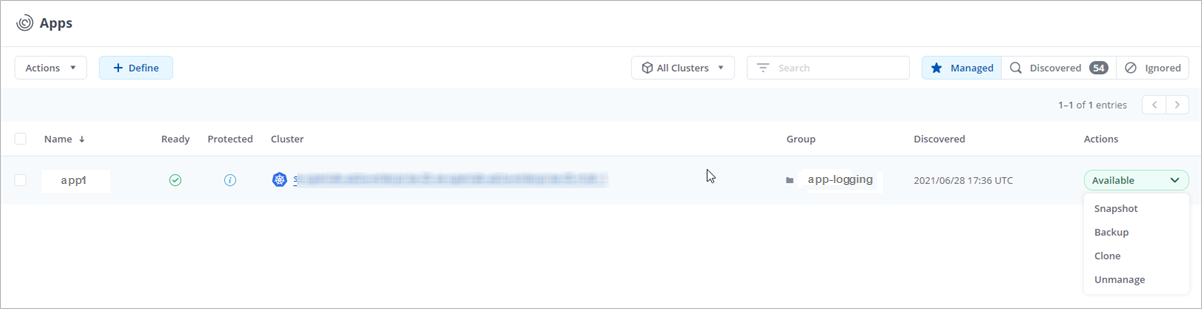 Apps
Actions + Define All Clusters Search Managed Discovered 54 Ignored
1–1 of 1 entries
Name Ready Protected Cluster Group Discovered Actions
app1 app-logging 2021/06/28 17:36 UTC Available
Snapshot
Backup
Clone
Unmanage